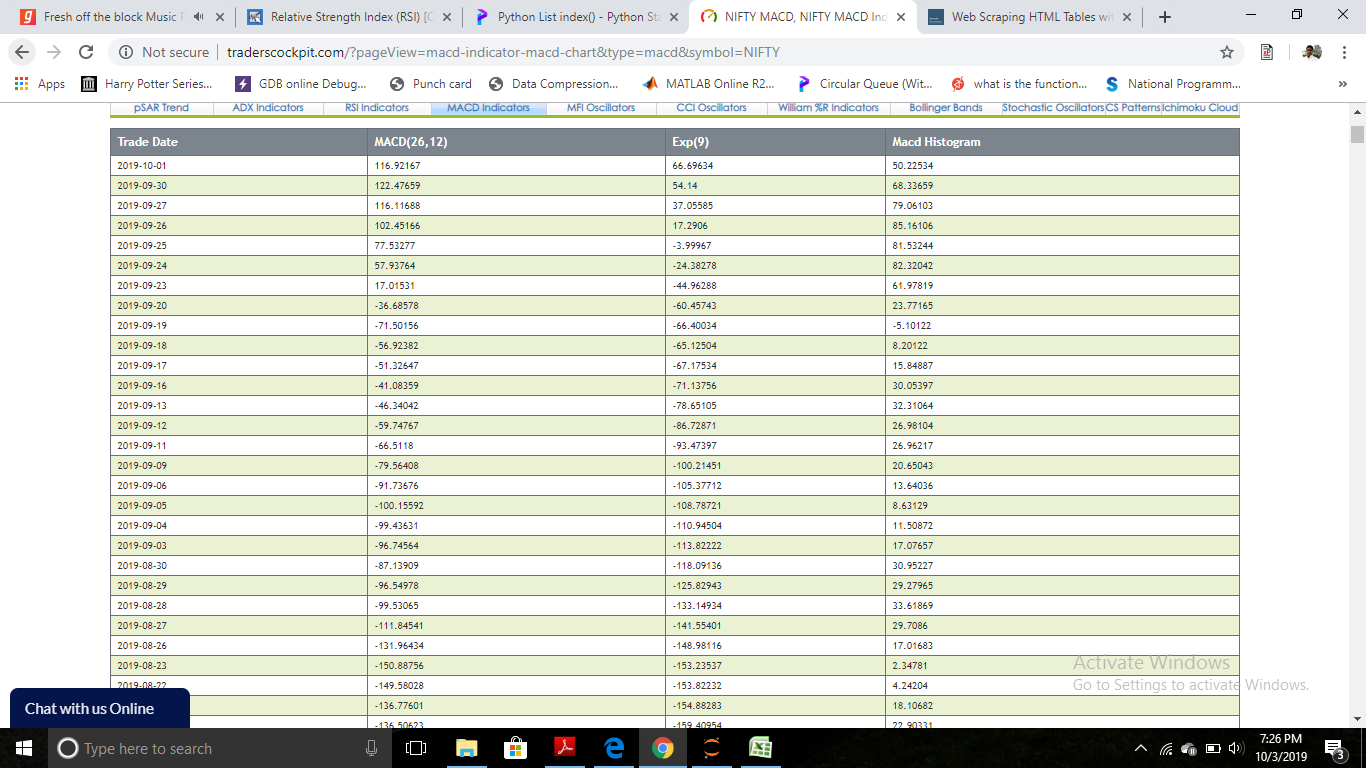 Fresh off the block Music
Relative Strength Index (RSI) [C
Python List index() - Python Sta
NIFTY MACD, NIFTY MACD Ind
Web Scraping HTML Tables wit
Not secure
traderscockpit.com/?pageView=macd-indicator-macd-chart&type=macd&symbol=NIFTY
Apps Harry Potter Series... GDB online Debug... Punch card Data Compression... MATLAB Online R2... Circular Queue (Wit... what is the function... National Programm... »
pSAR Trend ADX Indicators RSI Indicators MACD Indicators MFI Oscillators CCI Oscillators William %R Indicators Bollinger Bands Stochastic Oscillators CS Patterns Ichimoku Cloud
Trade Date MACD(26,12) Exp(9) Macd Histogram
2019-10-01 116.92167 66.69634 50.22534
2019-09-30 122.47659 54.14 68.33659
2019-09-27 116.11688 37.05585 79.06103
2019-09-26 102.45166 17.2906 85.16106
2019-09-25 77.53277 -3.99967 81.53244
2019-09-24 57.93764 -24.38278 82.32042
2019-09-23 17.01531 -44.96288 61.97819
2019-09-20 -36.68578 -60.45743 23.77165
2019-09-19 -71.50156 -66.40034 -5.10122
2019-09-18 -56.92382 -65.12504 8.20122
2019-09-17 -51.32647 -67.17534 15.84887
2019-09-16 -41.08359 -71.13756 30.05397
2019-09-13 -46.34042 -78.65105 32.31064
2019-09-12 -59.74767 -86.72871 26.98104
2019-09-11 -66.5118 -93.47397 26.96217
2019-09-09 -79.56408 -100.21451 20.65043
2019-09-06 -91.73676 -105.37712 13.64036
2019-09-05 -100.15592 -108.78721 8.63129
2019-09-04 -99.43631 -110.94504 11.50872
2019-09-03 -96.74564 -113.82222 17.07657
2019-08-30 -87.13909 -118.09136 30.95227
2019-08-29 -96.54978 -125.82943 29.27965
2019-08-28 -99.53065 -133.14934 33.61869
2019-08-27 -111.84541 -141.55401 29.7086
2019-08-26 -131.96434 -148.98116 17.01683
2019-08-23 -150.88756 -153.23537 2.34781
2019-08-22 -149.58028 -153.82232 4.24204
-136.77601 -154.88283 18.10682
-136.50623 -159.40954 22.90331
Activate Windows
Go to Settings to activate Windows.
Chat with us Online
Type here to search
7:26 PM
10/3/2019
3